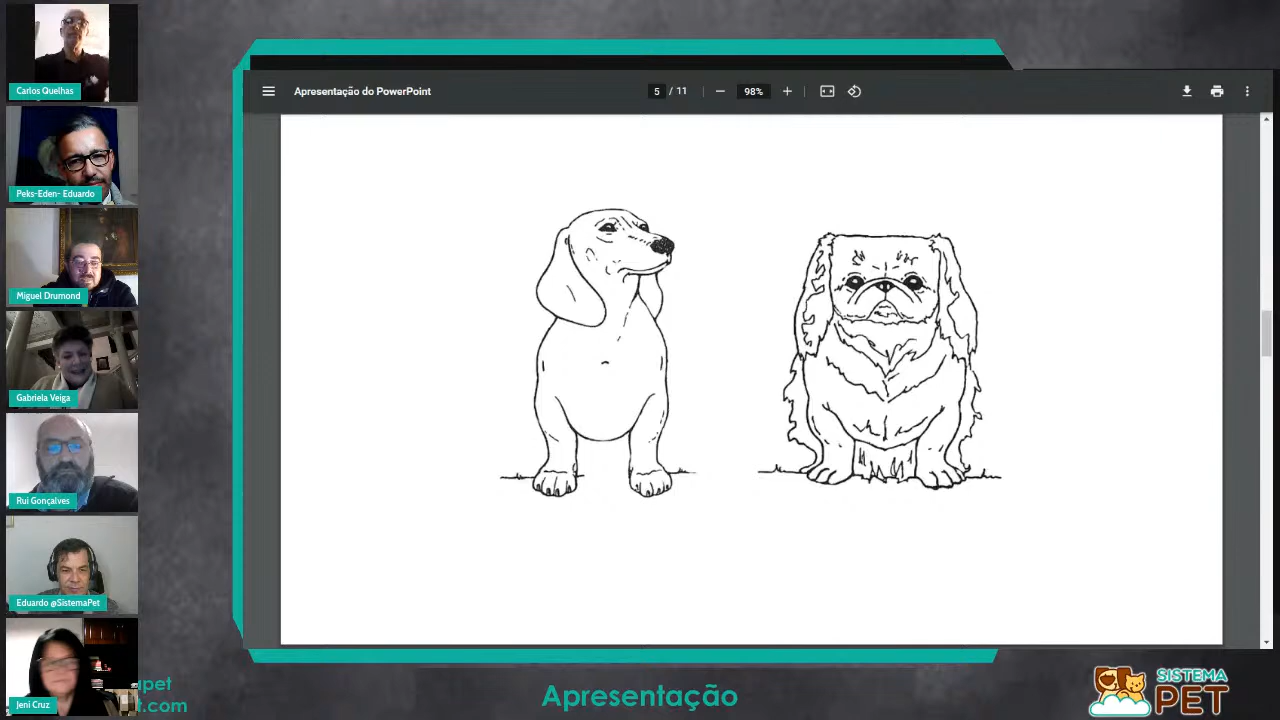 Carlos Quelhas
Peks-Eden- Eduardo
Miguel Drumond
Gabriela Veiga
Rui Gonçalves
Eduardo @SistemaPet
Jeni Cruz
Apresentação do PowerPoint
5 / 11
98%
Apresentação
SISTEMA
PET